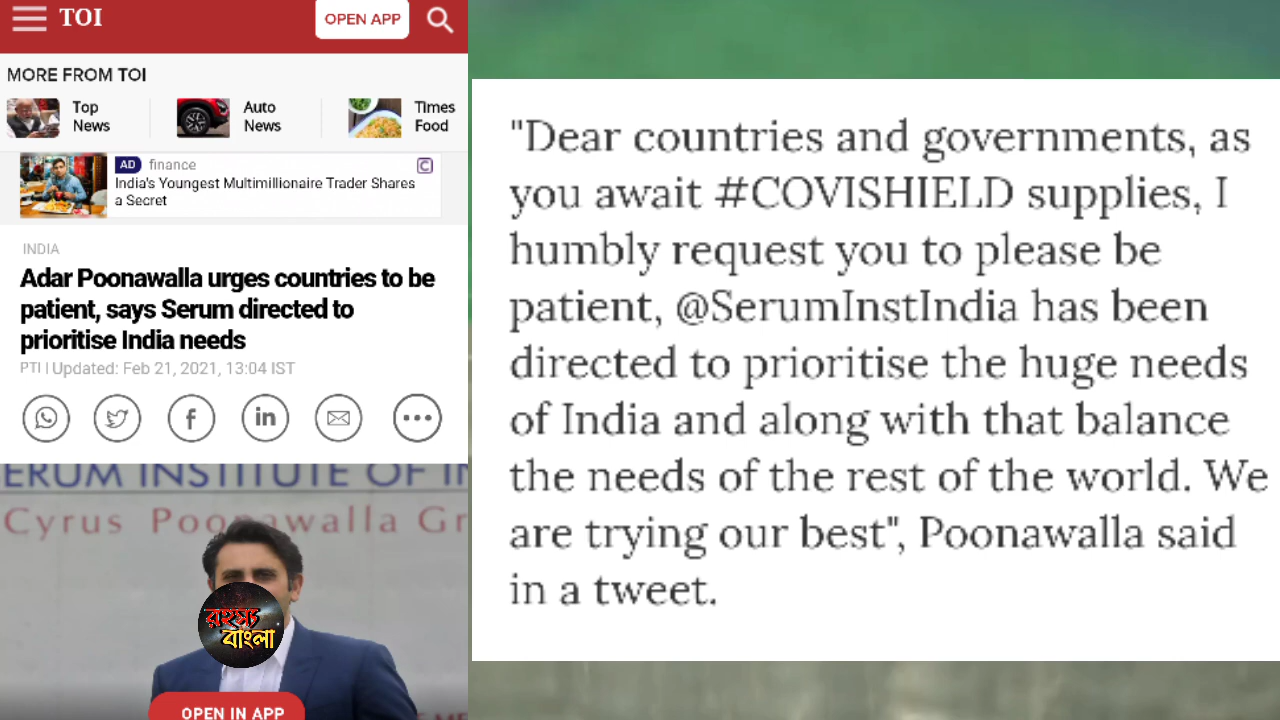 TOI
OPEN APP
MORE FROM TOI
Top
News
Auto
News
Times
Food
AD finance
India's Youngest Multimillionaire Trader Shares
a Secret
INDIA
Adar Poonawalla urges countries to be
patient, says Serum directed to
prioritise India needs
PTI | Updated: Feb 21, 2021, 13:04 IST
ERUM INSTITUTE OF I
Cyrus Poonawalla Gr
রহস্য
বাংলা
OPEN IN APP
"Dear countries and governments, as
you await #COVISHIELD supplies, I
humbly request you to please be
patient, @SerumInstIndia has been
directed to prioritise the huge needs
of India and along with that balance
the needs of the rest of the world. We
are trying our best", Poonawalla said
in a tweet.